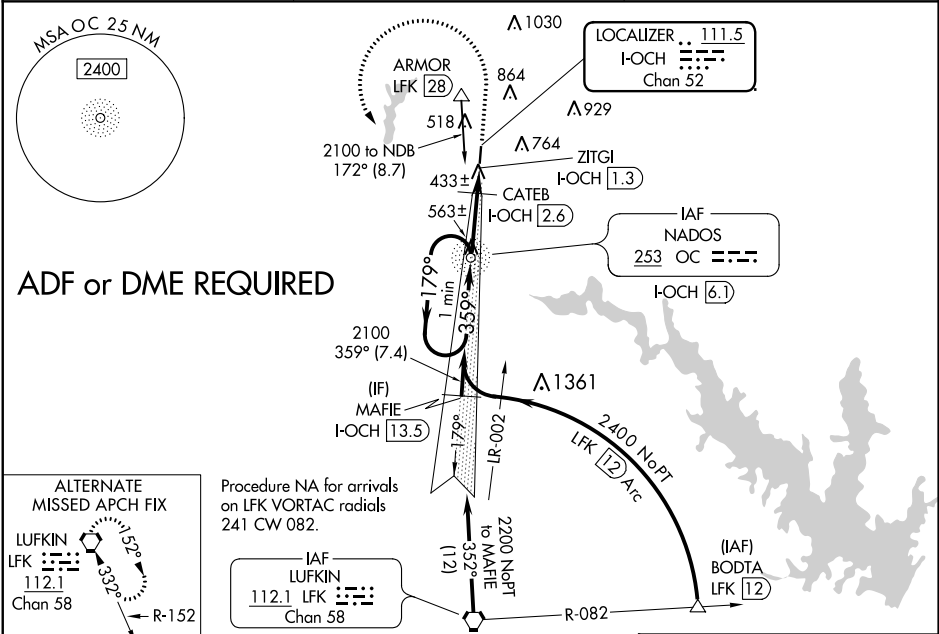 MSA OC 25 NM
2400
1030
LOCALIZER 111.5
I-OCH
Chan 52
ARMOR
LFK 28
864
929
518
764
2100 to NDB
172° (8.7)
ZITGI
I-OCH 1.3
433±
CATEB
I-OCH 2.6
563±
IAF
NADOS
253 OC
I-OCH 6.1
ADF or DME REQUIRED
179°
1 min
359°
2100
359° (7.4)
1361
(IF)
MAFIE
I-OCH 13.5
179°
LR-002
2400 NoPT
LFK 12 Arc
ALTERNATE
MISSED APCH FIX
LUFKIN
LFK
112.1
Chan 58
152°
332°
R-152
Procedure NA for arrivals
on LFK VORTAC radials
241 CW 082.
2200 NoPT
to MAFIE
352°
(12)
IAF
LUFKIN
112.1 LFK
Chan 58
R-082
(IAF)
BODTA
LFK 12